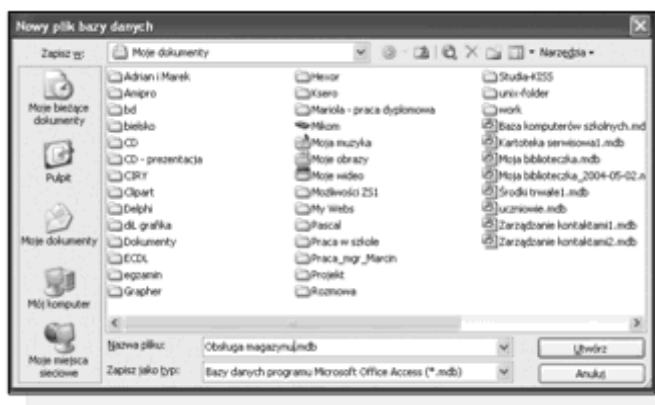 Nowy plik bazy danych
Zapisz w: Moje dokumenty Narzędzia
Moje bieżące dokumenty
Pulpit
Moje dokumenty
Mój komputer
Moje miejsca sieciowe
Adrian i Marek
Amipro
bd
bielsko
CD
CD - prezentacja
CIRY
Clipart
Delphi
dL grafika
Dokumenty
ECDL
egzamin
Grapher
Hexor
Ksero
Mariola - praca dyplomowa
Mikom
Moja muzyka
Moje obrazy
Moje wideo
Możliwości ZS1
My Webs
Pascal
Praca w szkole
Praca_mgr_Marcin
Projekt
Rozmowa
Studia-KISS
unix-folder
work
Baza komputerów szkolnych.md
Kartoteka serwisowa1.mdb
Moja biblioteczka.mdb
Moja biblioteczka_2004-05-02.m
Środki trwałe1.mdb
uczniowie.mdb
Zarządzanie kontaktami1.mdb
Zarządzanie kontaktami2.mdb
Nazwa pliku: Obsługa magazynu.mdb Utwórz
Zapisz jako typ: Bazy danych programu Microsoft Office Access (*.mdb) Anuluj